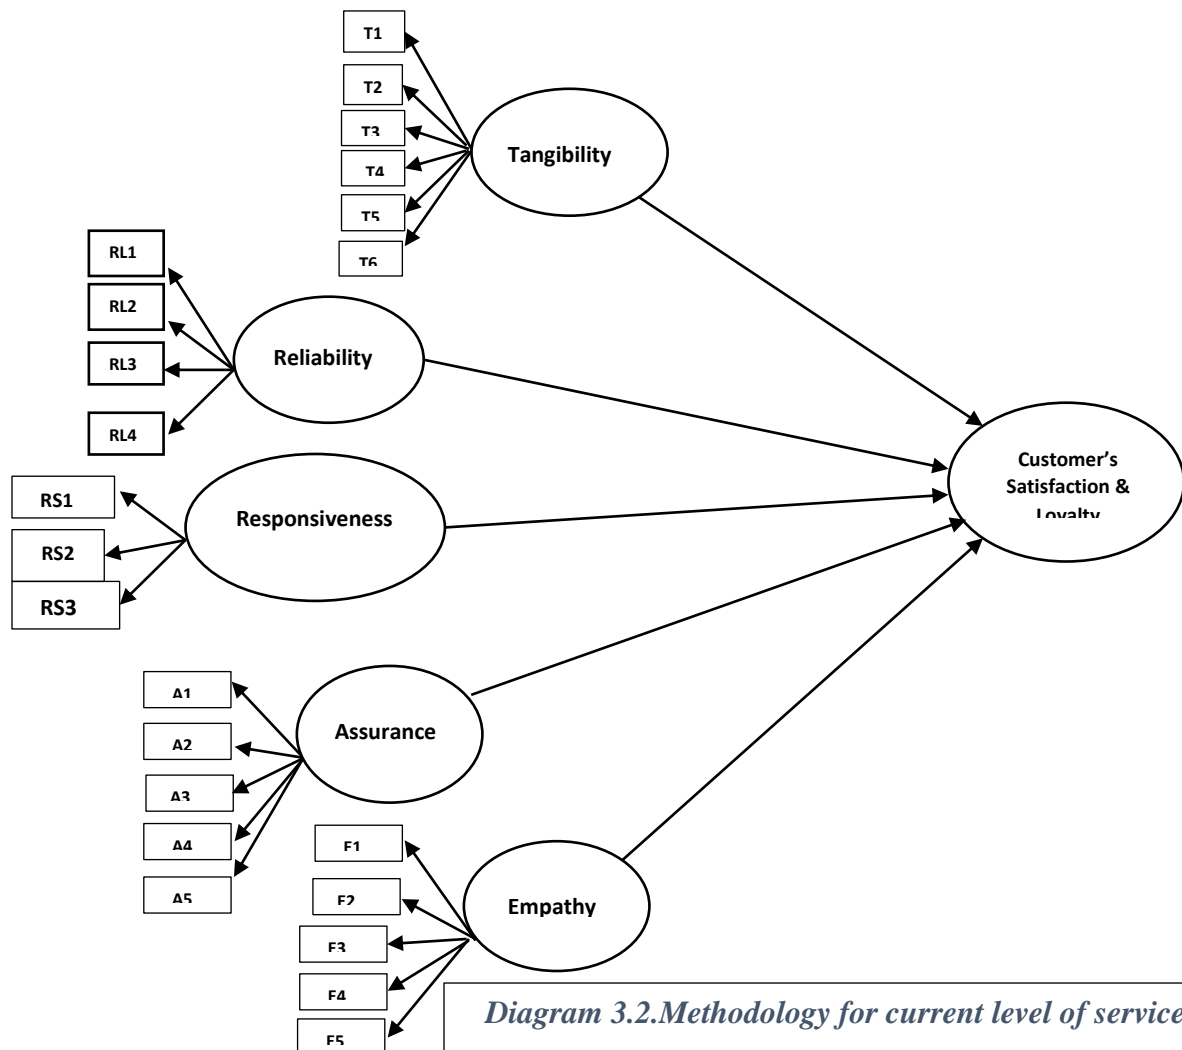 T1
T2
T3
T4
T5
T6
Tangibility
RL1
RL2
RL3
RL4
Reliability
RS1
RS2
RS3
Responsiveness
Customer’s
Satisfaction &
Loyalty
A1
A2
A3
A4
A5
Assurance
E1
E2
E3
E4
E5
Empathy
Diagram 3.2.Methodology for current level of service